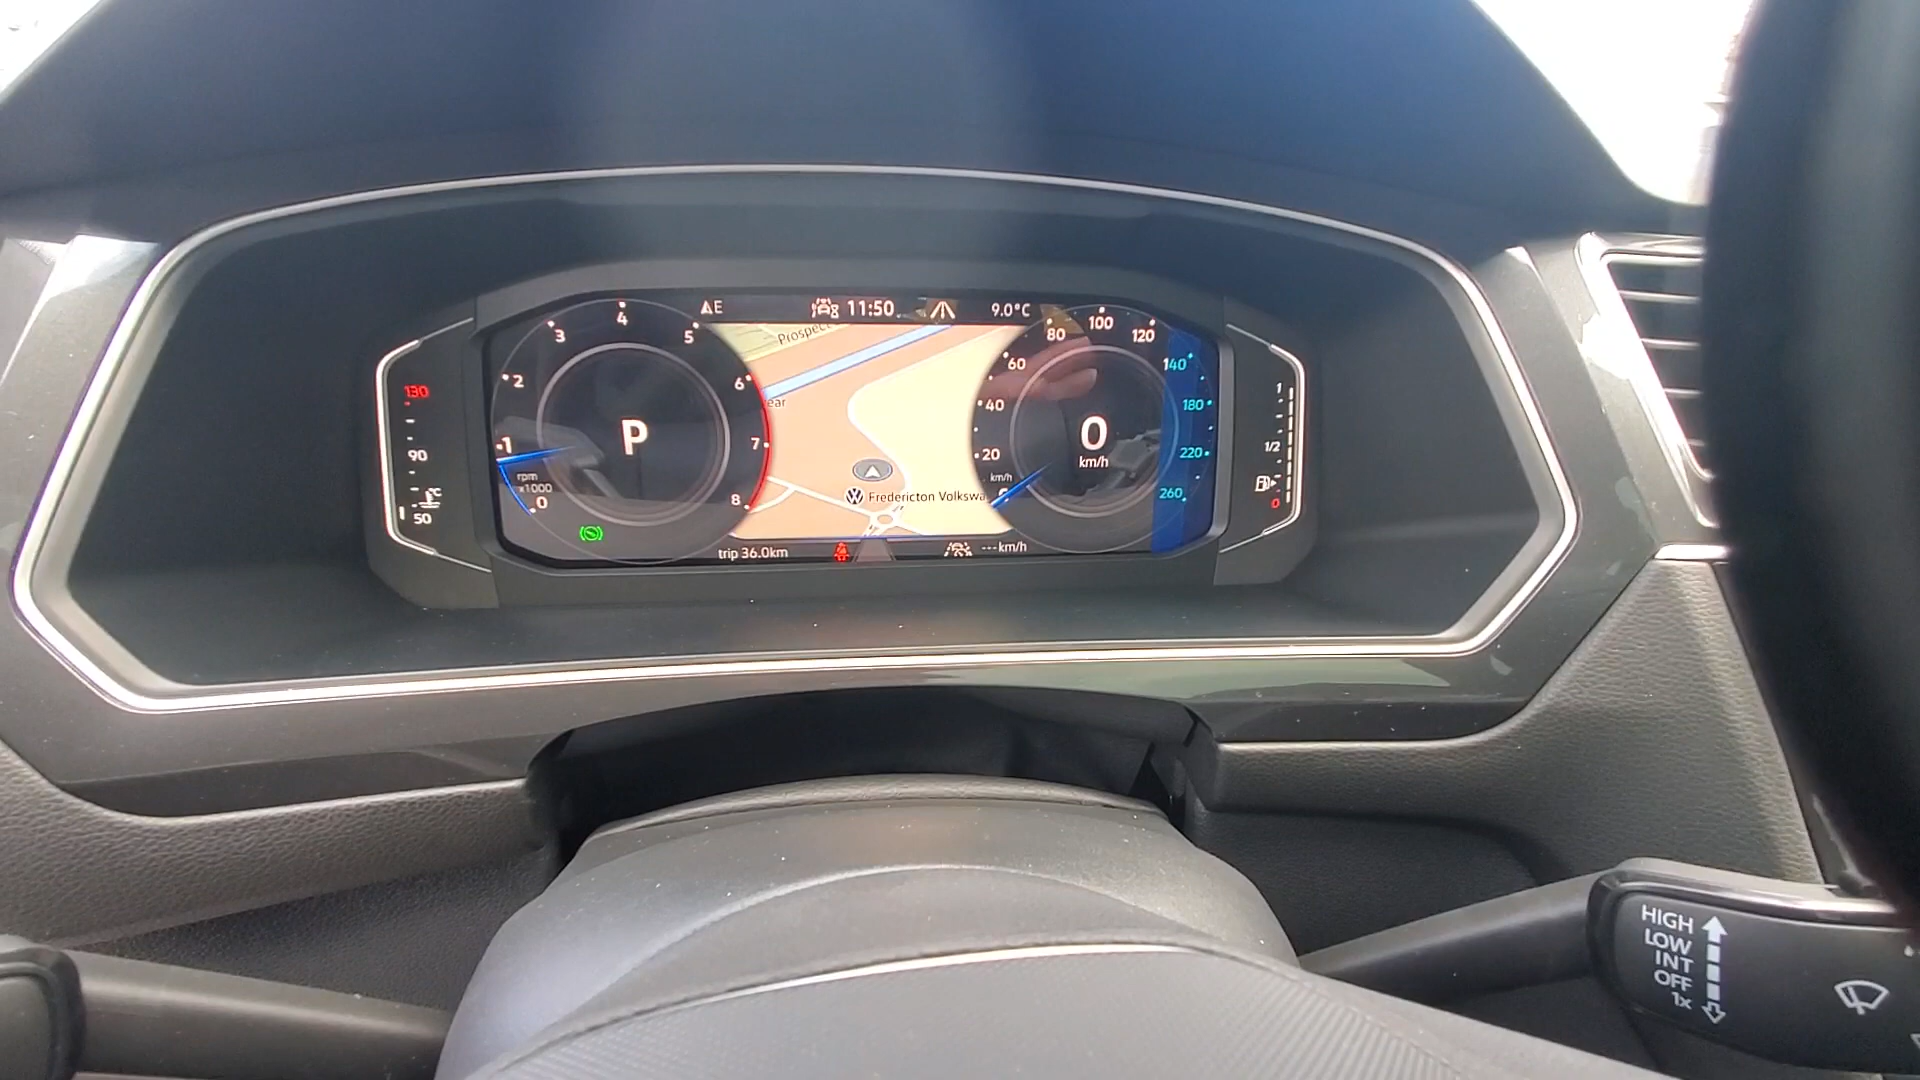 E
11:50
9.0°C
Prospec
ear
Fredericton Volkswa
1
2
3
4
5
6
7
8
0
rpm
x1000
P
20
40
60
80
100
120
140
180
220
260
km/h
0
km/h
130
90
°C
50
1
1/2
0
trip 36.0km
---km/h
HIGH
LOW
INT
OFF
1x